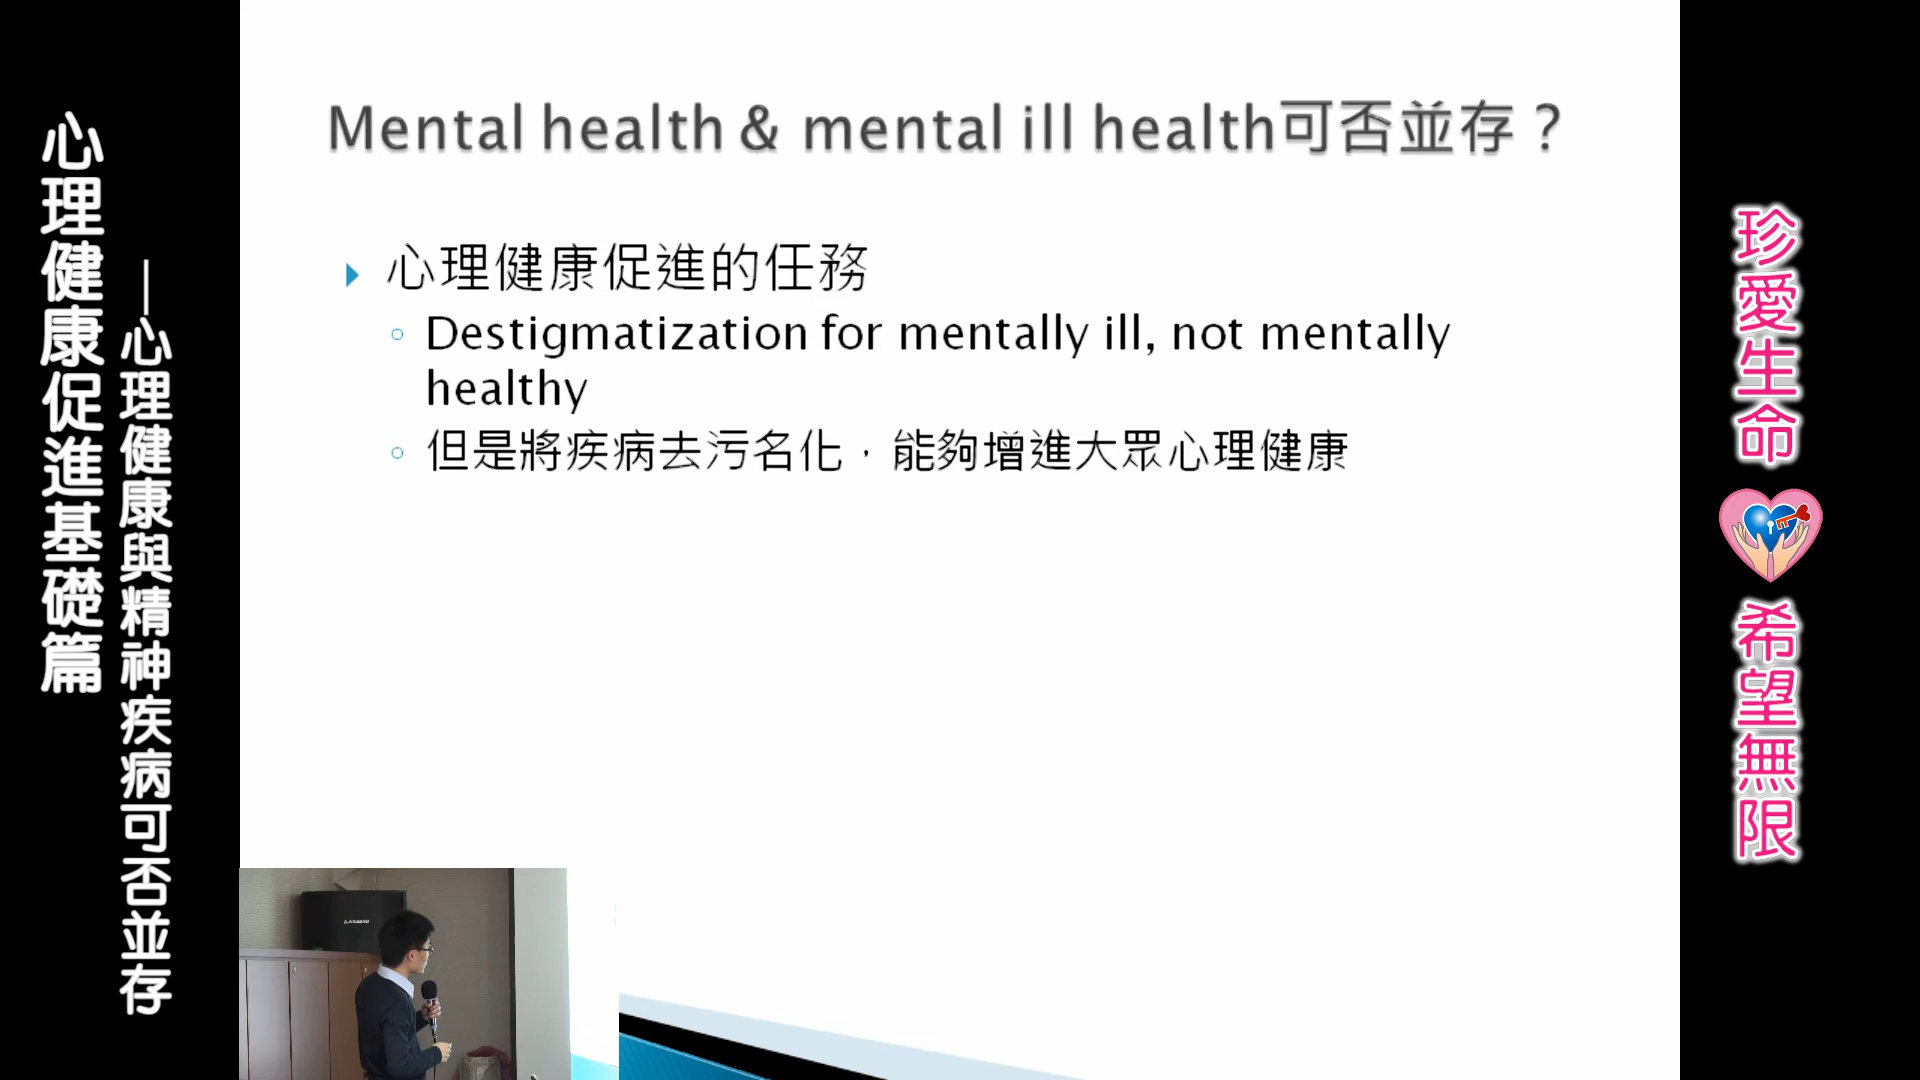 心理健康促進基礎篇
—心理健康與精神疾病可否並存
Mental health & mental ill health可否並存？
心理健康促進的任務
Destigmatization for mentally ill, not mentally
healthy
但是將疾病去污名化，能夠增進大眾心理健康
珍愛生命
希望無限